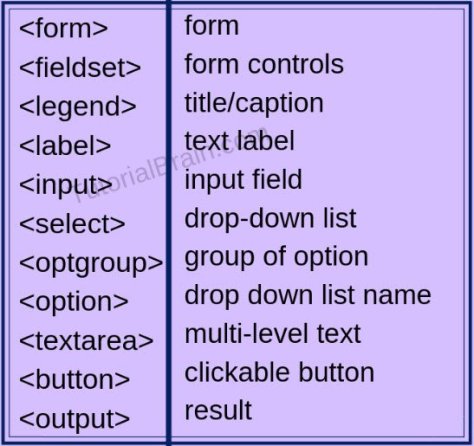 <form> form
<fieldset> form controls
<legend> title/caption
<label> text label
<input> input field
<select> drop-down list
<optgroup> group of option
<option> drop down list name
<textarea> multi-level text
<button> clickable button
<output> result
TutorialBrain.com